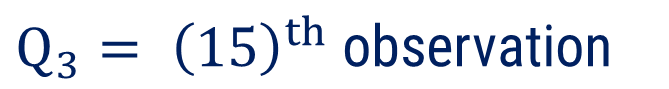 Q₃ = (15)ᵗʰ observation